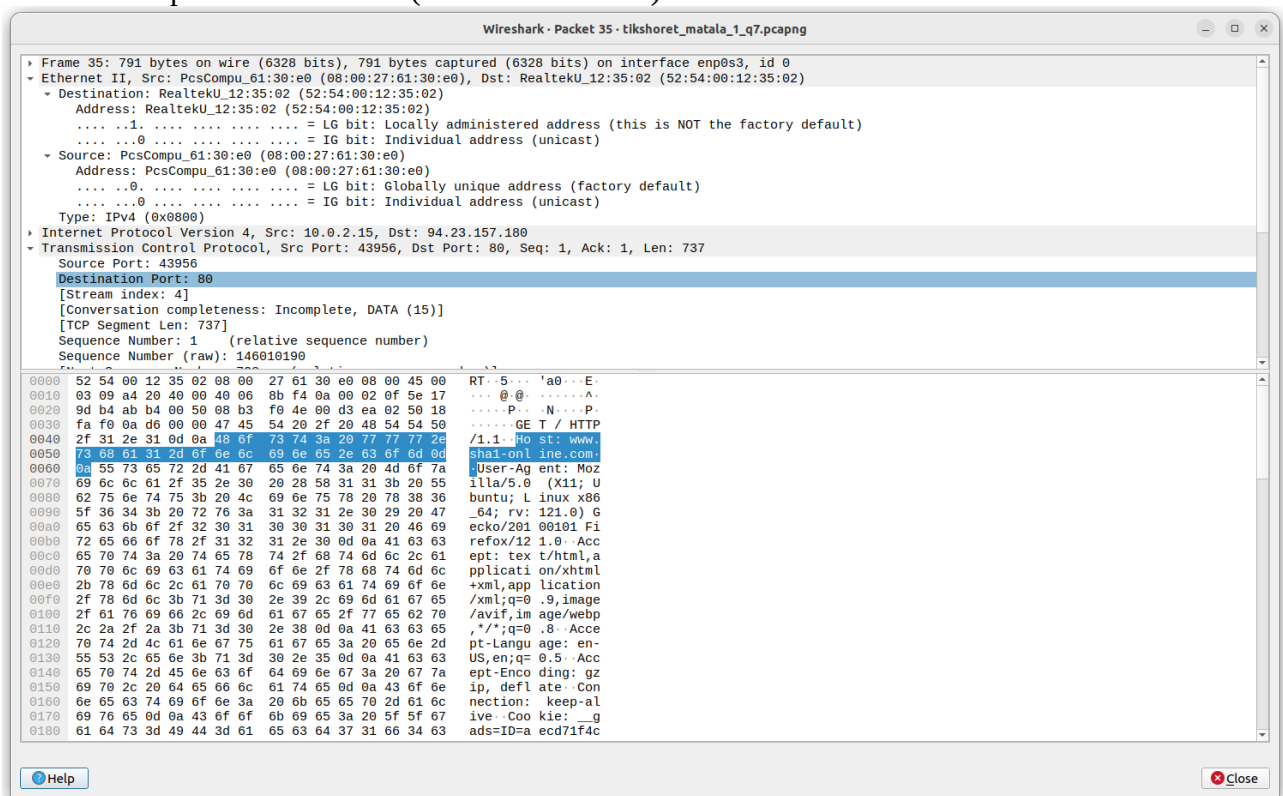 Wireshark · Packet 35 · tikshoret_matala_1_q7.pcapng
Frame 35: 791 bytes on wire (6328 bits), 791 bytes captured (6328 bits) on interface enp0s3, id 0
Ethernet II, Src: PcsCompu_61:30:e0 (08:00:27:61:30:e0), Dst: RealtekU_12:35:02 (52:54:00:12:35:02)
Destination: RealtekU_12:35:02 (52:54:00:12:35:02)
Address: RealtekU_12:35:02 (52:54:00:12:35:02)
.... ..1. .... .... .... .... = LG bit: Locally administered address (this is NOT the factory default)
.... ...0 .... .... .... .... = IG bit: Individual address (unicast)
Source: PcsCompu_61:30:e0 (08:00:27:61:30:e0)
Address: PcsCompu_61:30:e0 (08:00:27:61:30:e0)
.... ..0. .... .... .... .... = LG bit: Globally unique address (factory default)
.... ...0 .... .... .... .... = IG bit: Individual address (unicast)
Type: IPv4 (0x0800)
Internet Protocol Version 4, Src: 10.0.2.15, Dst: 94.23.157.180
Transmission Control Protocol, Src Port: 43956, Dst Port: 80, Seq: 1, Ack: 1, Len: 737
Source Port: 43956
Destination Port: 80
[Stream index: 4]
[Conversation completeness: Incomplete, DATA (15)]
[TCP Segment Len: 737]
Sequence Number: 1    (relative sequence number)
Sequence Number (raw): 146010190
0000 52 54 00 12 35 02 08 00 27 61 30 e0 08 00 45 00 RT··5··· 'a0···E·
0010 03 09 a4 20 40 00 40 06 8b f4 0a 00 02 0f 5e 17 ··· @·@· ······^·
0020 9d b4 ab b4 00 50 08 b3 f0 4e 00 d3 ea 02 50 18 ·····P·· ·N····P·
0030 fa f0 0a d6 00 00 47 45 54 20 2f 20 48 54 54 50 ······GE T / HTTP
0040 2f 31 2e 31 0d 0a 48 6f 73 74 3a 20 77 77 77 2e /1.1··Ho st: www.
0050 73 68 61 31 2d 6f 6e 6c 69 6e 65 2e 63 6f 6d 0d sha1-onl ine.com·
0060 0a 55 73 65 72 2d 41 67 65 6e 74 3a 20 4d 6f 7a ·User-Ag ent: Moz
0070 69 6c 6c 61 2f 35 2e 30 20 28 58 31 31 3b 20 55 illa/5.0 (X11; U
0080 62 75 6e 74 75 3b 20 4c 69 6e 75 78 20 78 38 36 buntu; L inux x86
0090 5f 36 34 3b 20 72 76 3a 31 32 31 2e 30 29 20 47 _64; rv: 121.0) G
00a0 65 63 6b 6f 2f 32 30 31 30 30 31 30 31 20 46 69 ecko/201 00101 Fi
00b0 72 65 66 6f 78 2f 31 32 31 2e 30 0d 0a 41 63 63 refox/12 1.0··Acc
00c0 65 70 74 3a 20 74 65 78 74 2f 68 74 6d 6c 2c 61 ept: tex t/html,a
00d0 70 70 6c 69 63 61 74 69 6f 6e 2f 78 68 74 6d 6c pplicati on/xhtml
00e0 2b 78 6d 6c 2c 61 70 70 6c 69 63 61 74 69 6f 6e +xml,app lication
00f0 2f 78 6d 6c 3b 71 3d 30 2e 39 2c 69 6d 61 67 65 /xml;q=0 .9,image
0100 2f 61 76 69 66 2c 69 6d 61 67 65 2f 77 65 62 70 /avif,im age/webp
0110 2c 2a 2f 2a 3b 71 3d 30 2e 38 0d 0a 41 63 63 65 ,*/*;q=0 .8··Acce
0120 70 74 2d 4c 61 6e 67 75 61 67 65 3a 20 65 6e 2d pt-Langu age: en-
0130 55 53 2c 65 6e 3b 71 3d 30 2e 35 0d 0a 41 63 63 US,en;q= 0.5··Acc
0140 65 70 74 2d 45 6e 63 6f 64 69 6e 67 3a 20 67 7a ept-Enco ding: gz
0150 69 70 2c 20 64 65 66 6c 61 74 65 0d 0a 43 6f 6e ip, defl ate··Con
0160 6e 65 63 74 69 6f 6e 3a 20 6b 65 65 70 2d 61 6c nection: keep-al
0170 69 76 65 0d 0a 43 6f 6f 6b 69 65 3a 20 5f 5f 67 ive··Coo kie: __g
0180 61 64 73 3d 49 44 3d 61 65 63 64 37 31 66 34 63 ads=ID=a ecd71f4c
Help
Close